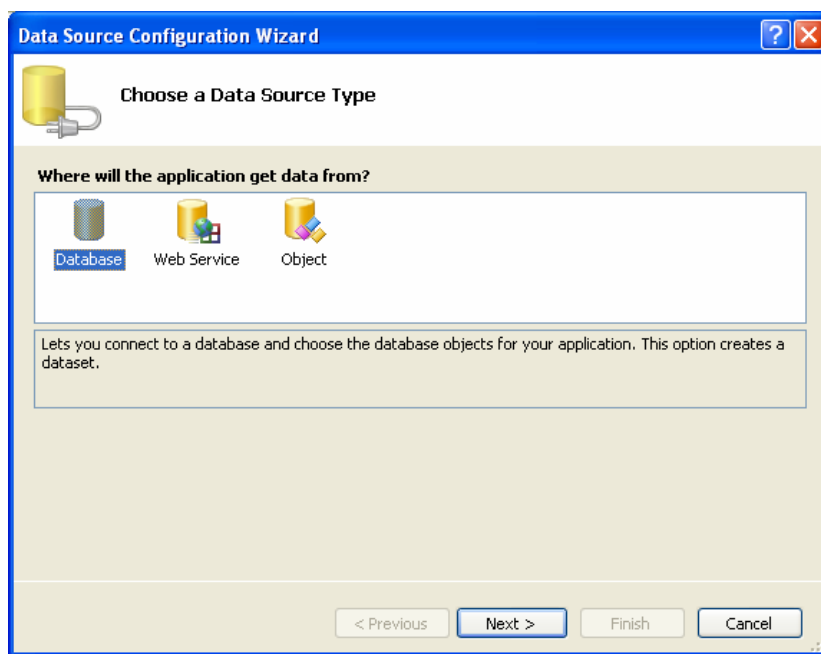 Data Source Configuration Wizard
Choose a Data Source Type
Where will the application get data from?
Database Web Service Object
Lets you connect to a database and choose the database objects for your application. This option creates a
dataset.
< Previous Next > Finish Cancel